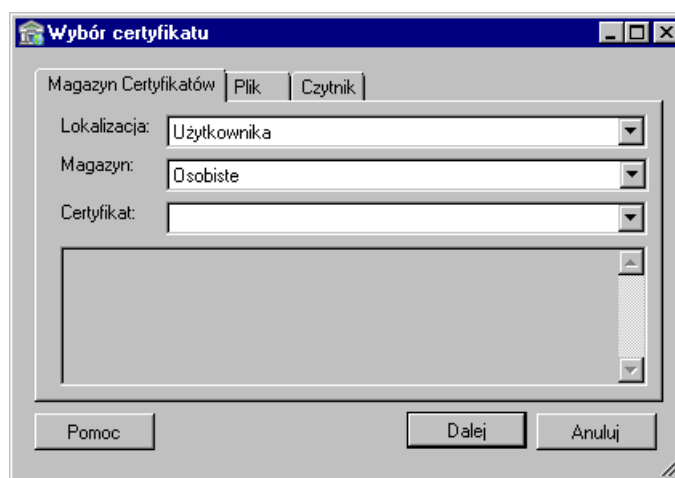 Wybór certyfikatu
Magazyn Certyfikatów Plik Czytnik
Lokalizacja: Użytkownika
Magazyn: Osobiste
Certyfikat:
Pomoc Dalej Anuluj